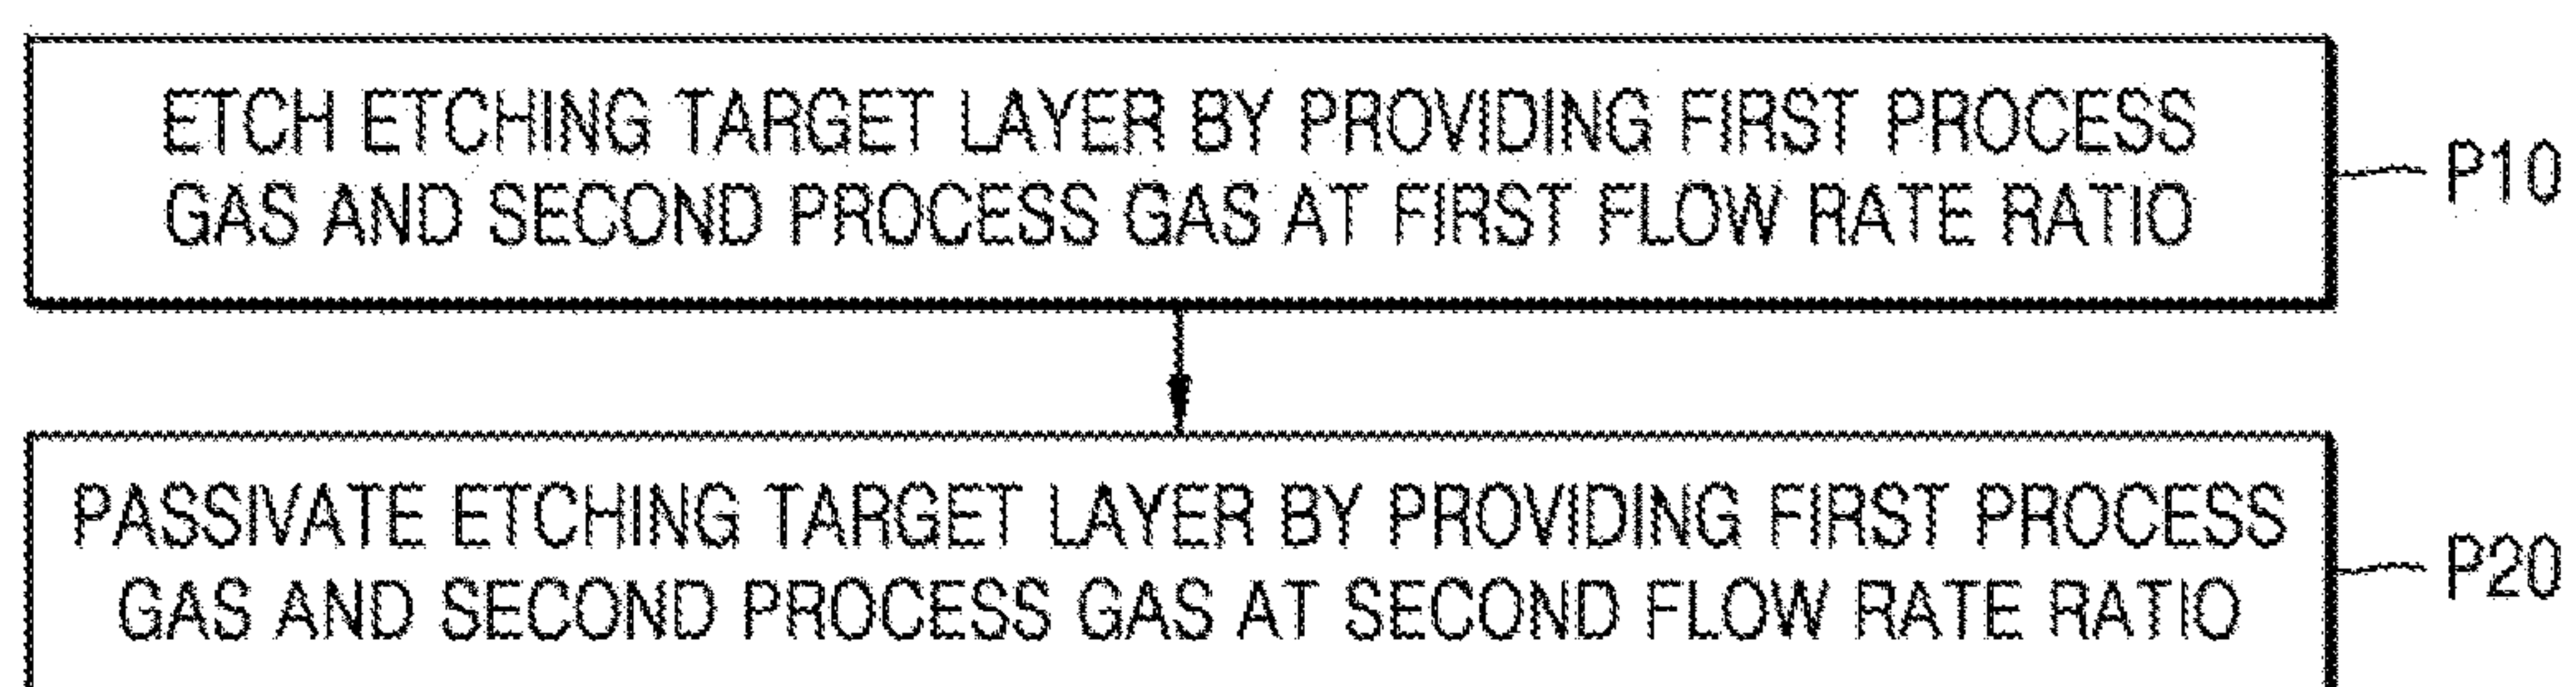 ETCH ETCHING TARGET LAYER BY PROVIDING FIRST PROCESS
GAS AND SECOND PROCESS GAS AT FIRST FLOW RATE RATIO
P10
PASSIVATE ETCHING TARGET LAYER BY PROVIDING FIRST PROCESS
GAS AND SECOND PROCESS GAS AT SECOND FLOW RATE RATIO
P20